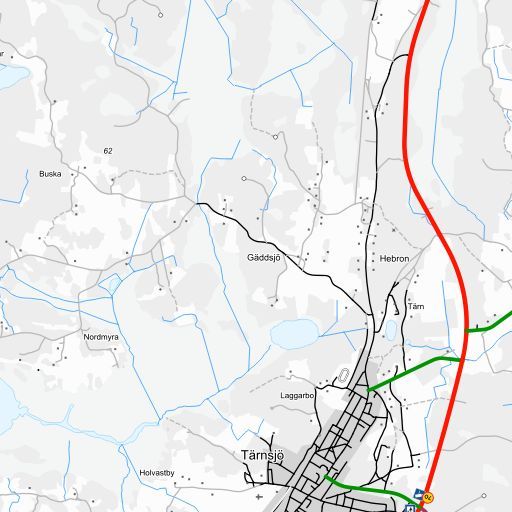 62
Buska
Gäddsjö
Hebron
Tärn
Nordmyra
Laggarbo
Tärnsjö
Holvastby